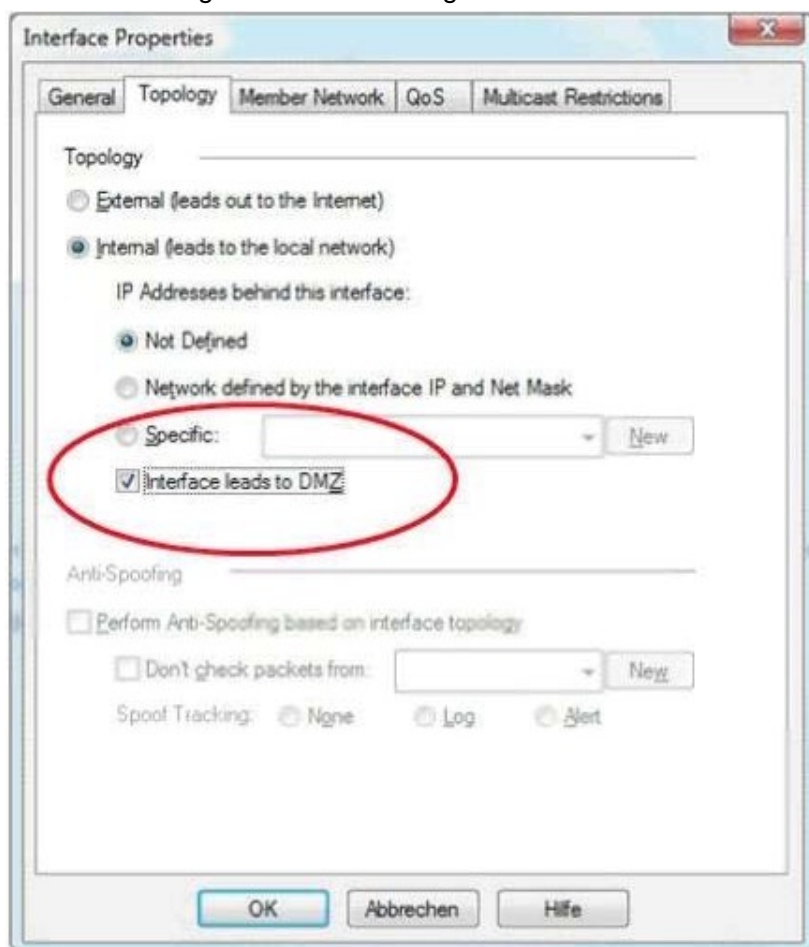 Interface Properties
General Topology Member Network QoS Multicast Restrictions
Topology
External (leads out to the Internet)
Internal (leads to the local network)
IP Addresses behind this interface:
Not Defined
Network defined by the interface IP and Net Mask
Specific: New
Interface leads to DMZ
Anti-Spoofing
Perform Anti-Spoofing based on interface topology
Don't check packets from: New
Spoof Tracking: None Log Alert
OK Abbrechen Hilfe